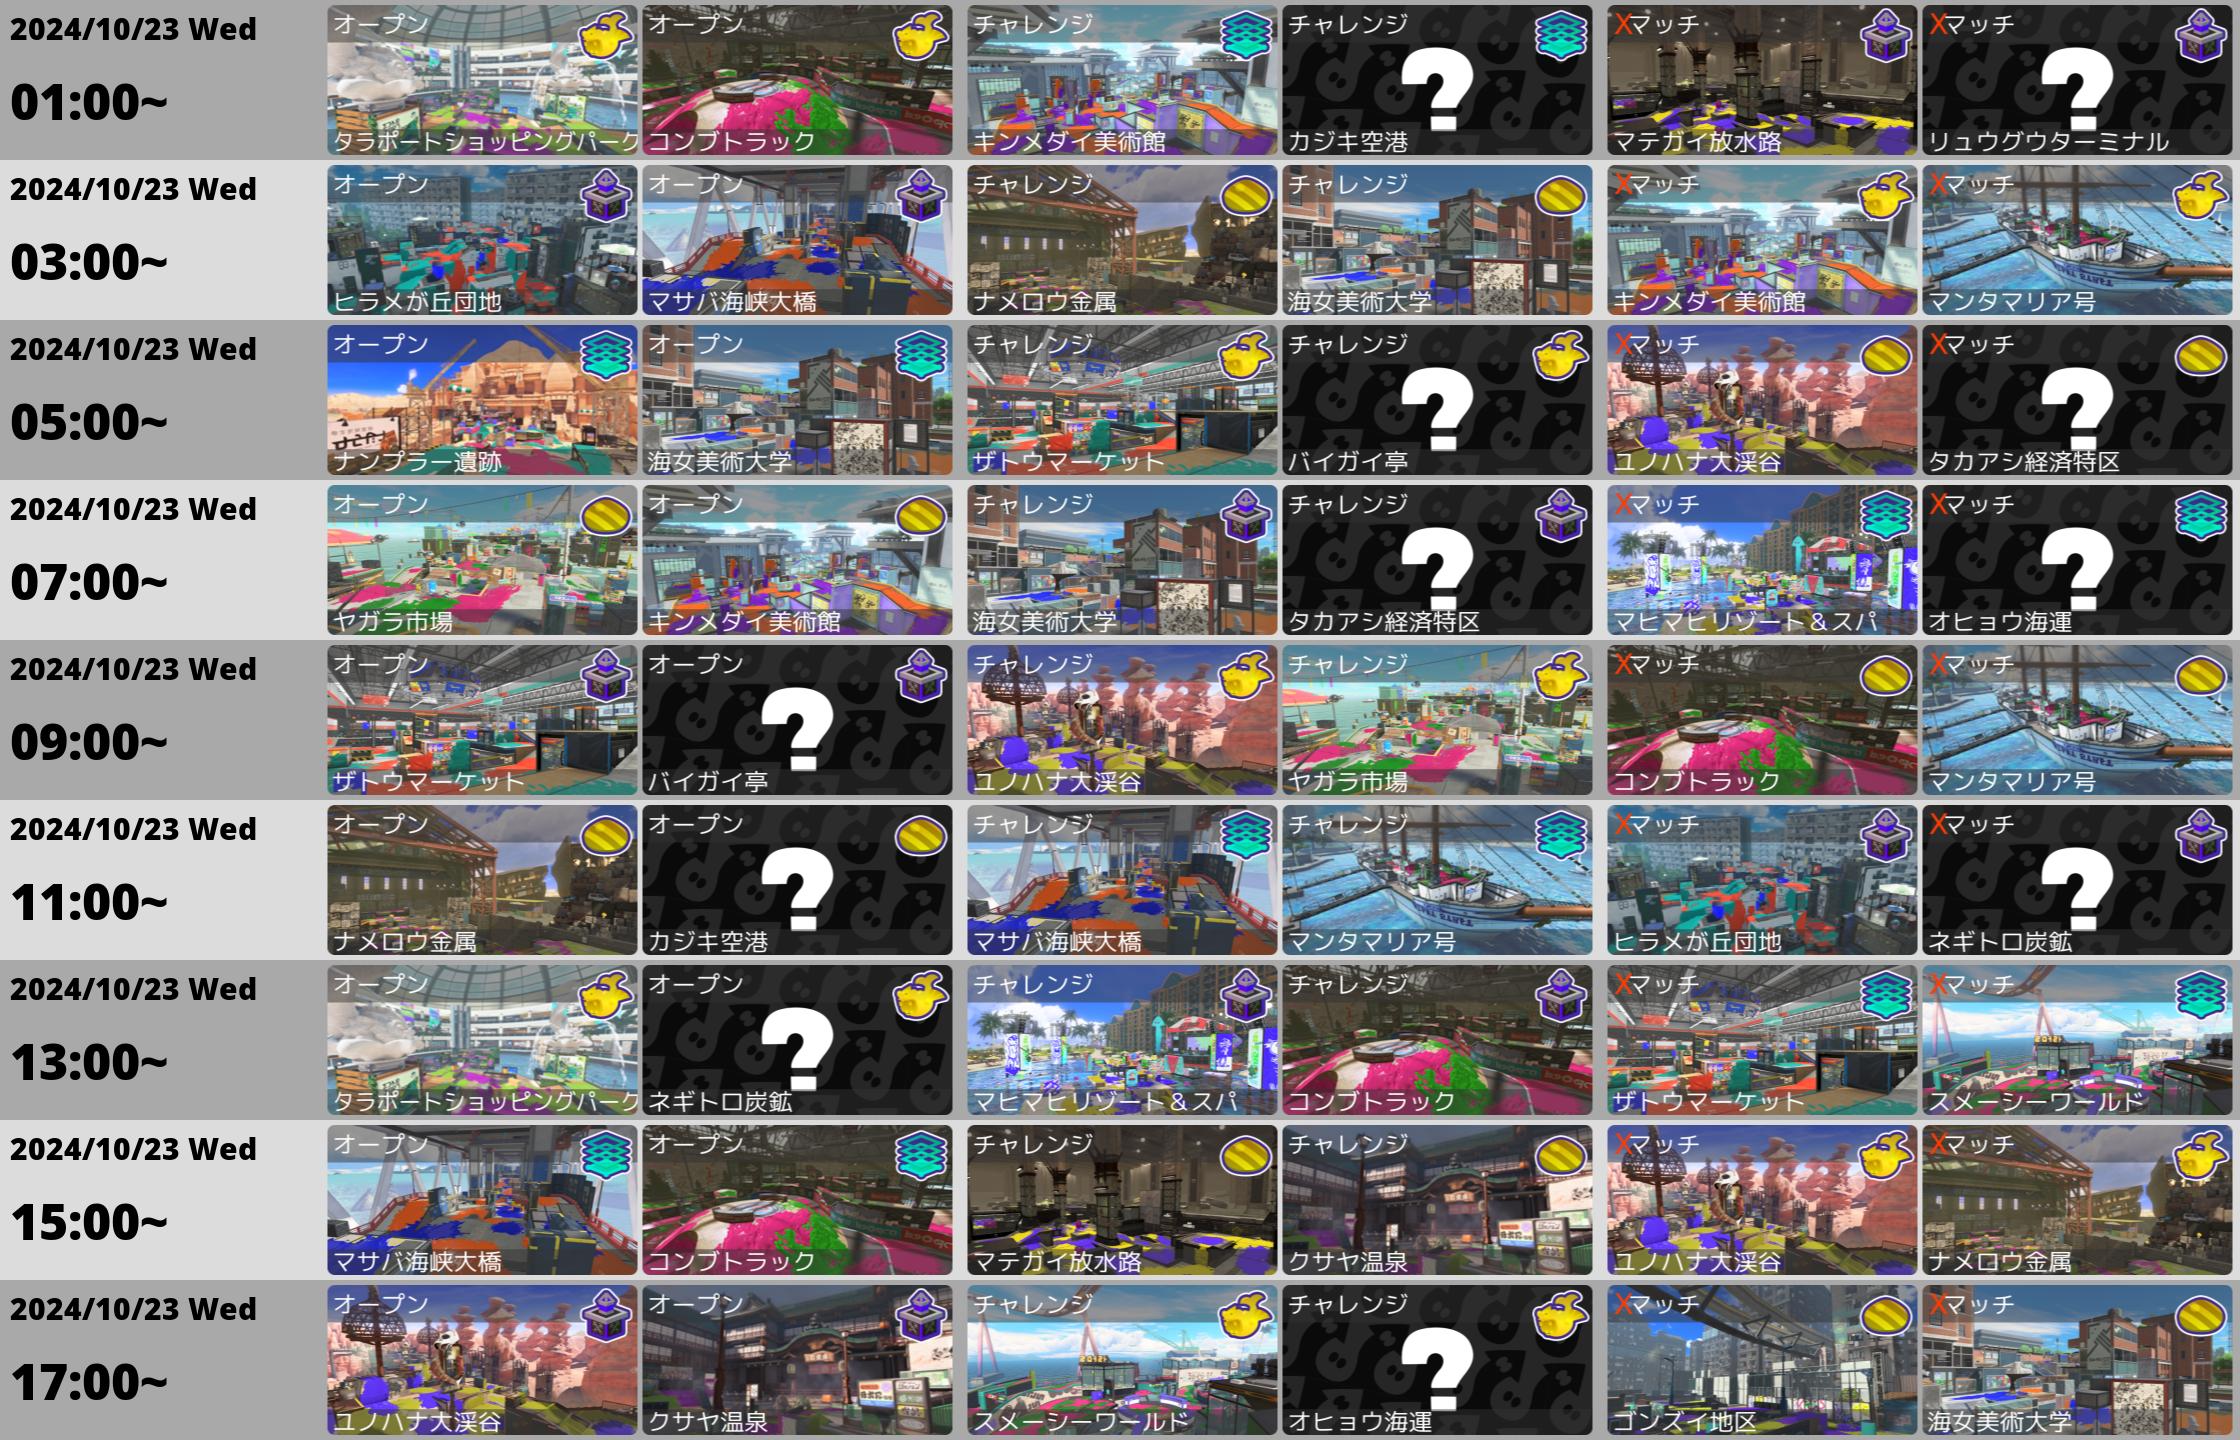 2024/10/23 Wed
01:00~
オープン オープン チャレンジ チャレンジ Xマッチ Xマッチ
タラポートショッピングパーク コンブトラック キンメダイ美術館 カジキ空港 マテガイ放水路 リュウグウターミナル
2024/10/23 Wed
03:00~
オープン オープン チャレンジ チャレンジ Xマッチ Xマッチ
ヒラメが丘団地 マサバ海峡大橋 ナメロウ金属 海女美術大学 キンメダイ美術館 マンタマリア号
2024/10/23 Wed
05:00~
オープン オープン チャレンジ チャレンジ Xマッチ Xマッチ
ナンプラー遺跡 海女美術大学 ザトウマーケット バイガイ亭 ユノハナ大渓谷 タカアシ経済特区
2024/10/23 Wed
07:00~
オープン オープン チャレンジ チャレンジ Xマッチ Xマッチ
ヤガラ市場 キンメダイ美術館 海女美術大学 タカアシ経済特区 マヒマヒリゾート&スパ オヒョウ海運
2024/10/23 Wed
09:00~
オープン オープン チャレンジ チャレンジ Xマッチ Xマッチ
ザトウマーケット バイガイ亭 ユノハナ大渓谷 ヤガラ市場 コンブトラック マンタマリア号
2024/10/23 Wed
11:00~
オープン オープン チャレンジ チャレンジ Xマッチ Xマッチ
ナメロウ金属 カジキ空港 マサバ海峡大橋 マンタマリア号 ヒラメが丘団地 ネギトロ炭鉱
2024/10/23 Wed
13:00~
オープン オープン チャレンジ チャレンジ Xマッチ Xマッチ
タラポートショッピングパーク ネギトロ炭鉱 マヒマヒリゾート&スパ コンブトラック ザトウマーケット スメーシーワールド
2024/10/23 Wed
15:00~
オープン オープン チャレンジ チャレンジ Xマッチ Xマッチ
マサバ海峡大橋 コンブトラック マテガイ放水路 クサヤ温泉 ユノハナ大渓谷 ナメロウ金属
2024/10/23 Wed
17:00~
オープン オープン チャレンジ チャレンジ Xマッチ Xマッチ
ユノハナ大渓谷 クサヤ温泉 スメーシーワールド オヒョウ海運 ゴンズイ地区 海女美術大学